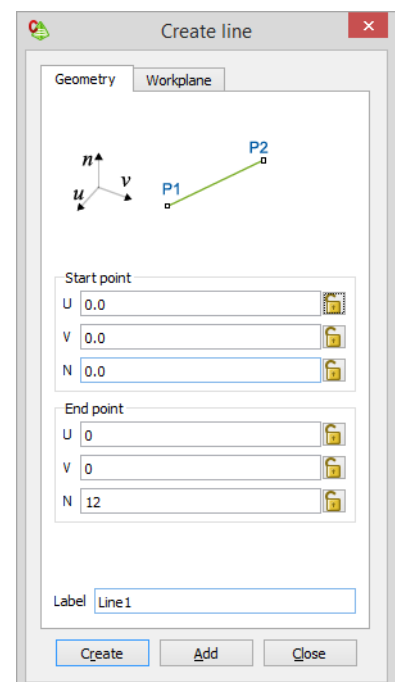 Create line
Geometry Workplane
n
v
u
P1
P2
Start point
U 0.0
V 0.0
N 0.0
End point
U 0
V 0
N 12
Label Line1
Create Add Close